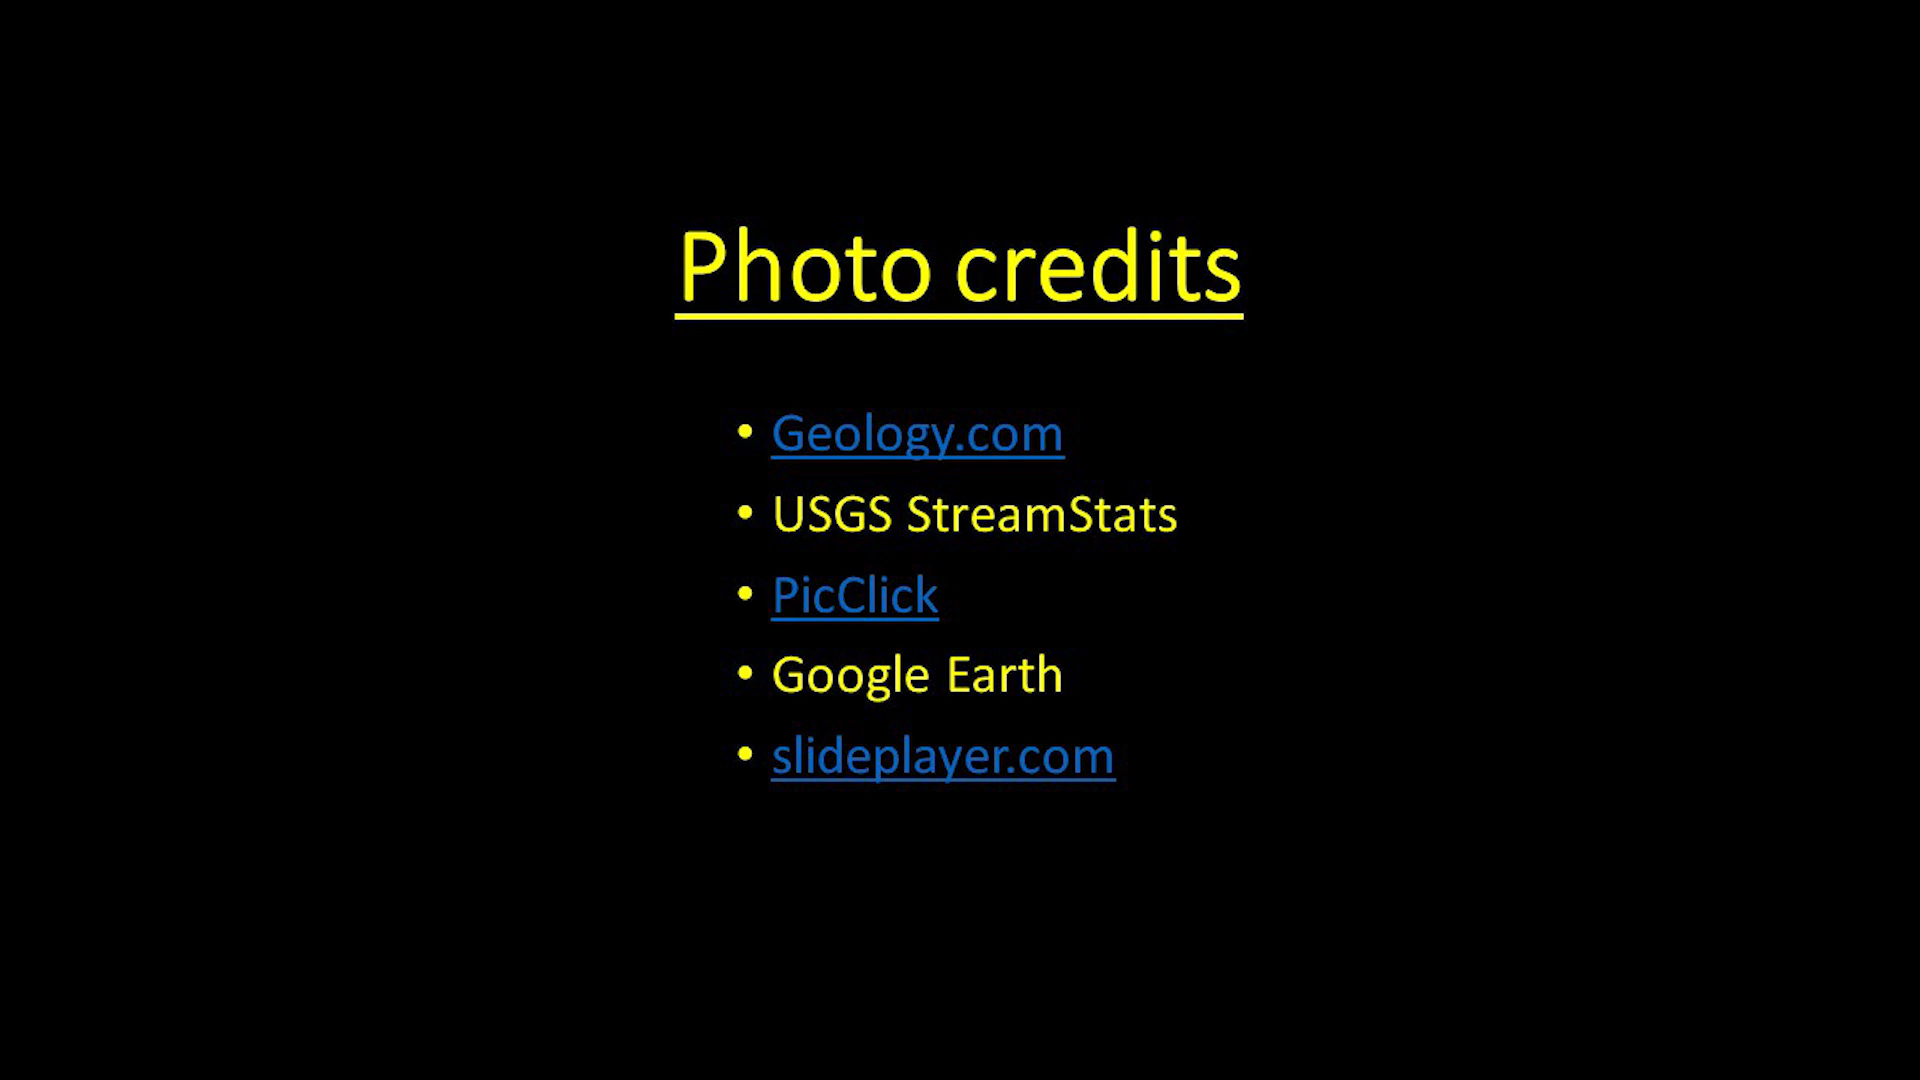 Photo credits
• Geology.com
• USGS StreamStats
• PicClick
• Google Earth
• slideplayer.com